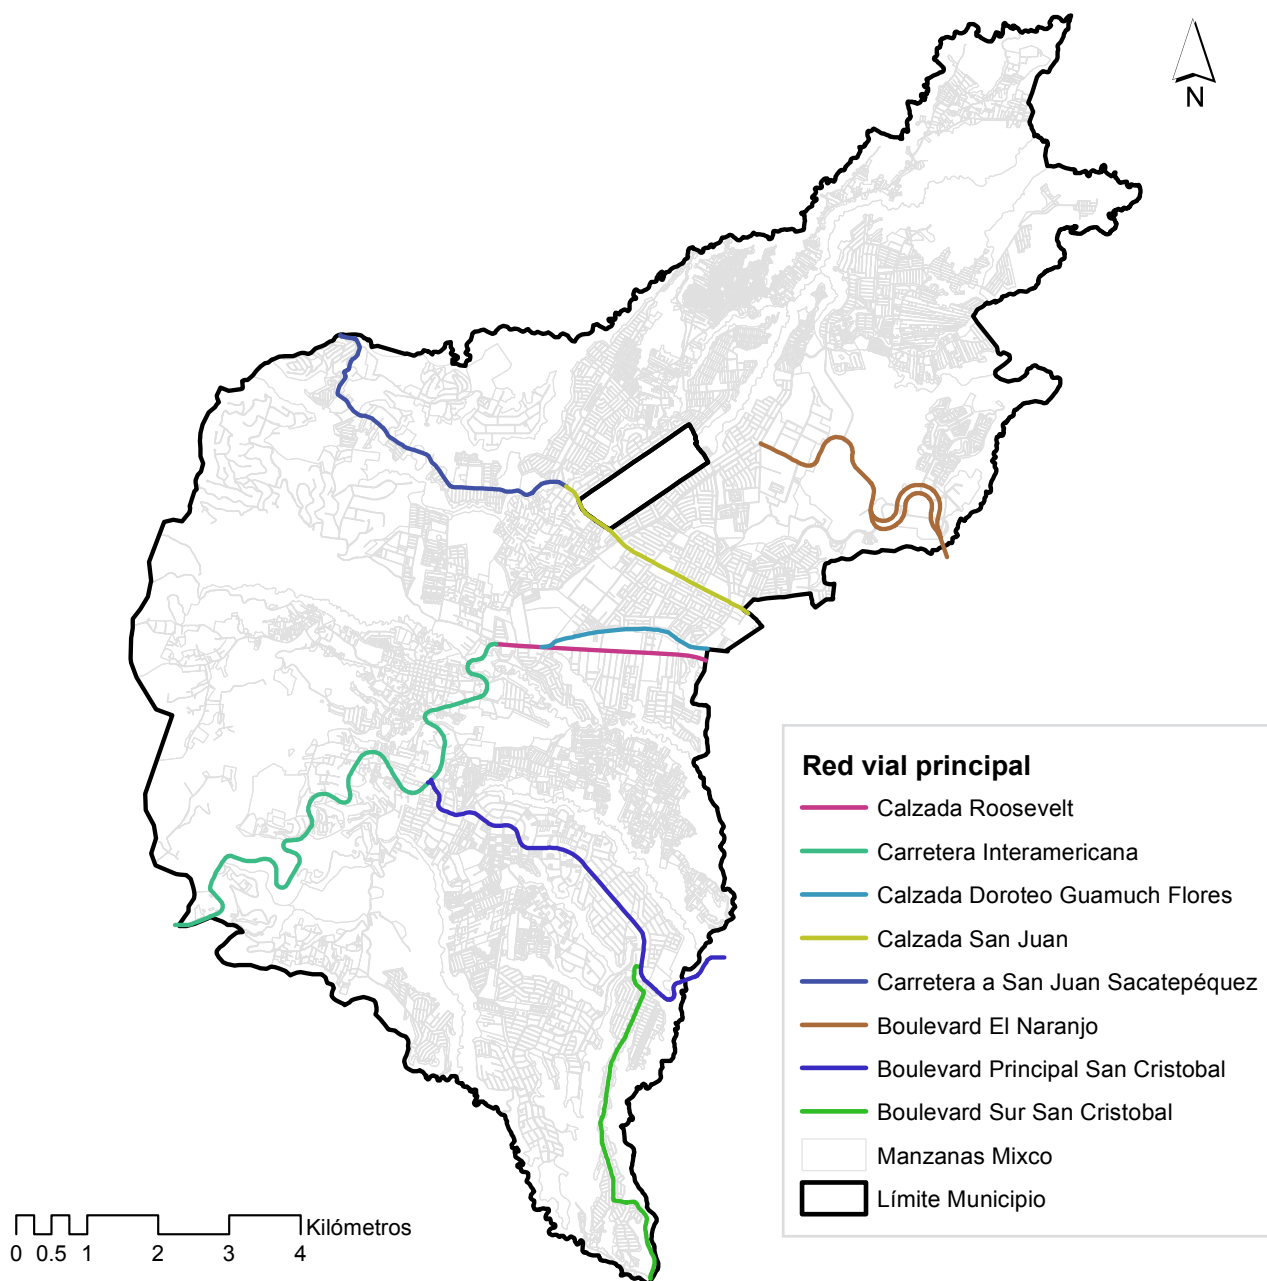 N
Red vial principal
Calzada Roosevelt
Carretera Interamericana
Calzada Doroteo Guamuch Flores
Calzada San Juan
Carretera a San Juan Sacatepéquez
Boulevard El Naranjo
Boulevard Principal San Cristobal
Boulevard Sur San Cristobal
Manzanas Mixco
Límite Municipio
Kilómetros
0 0.5 1 2 3 4